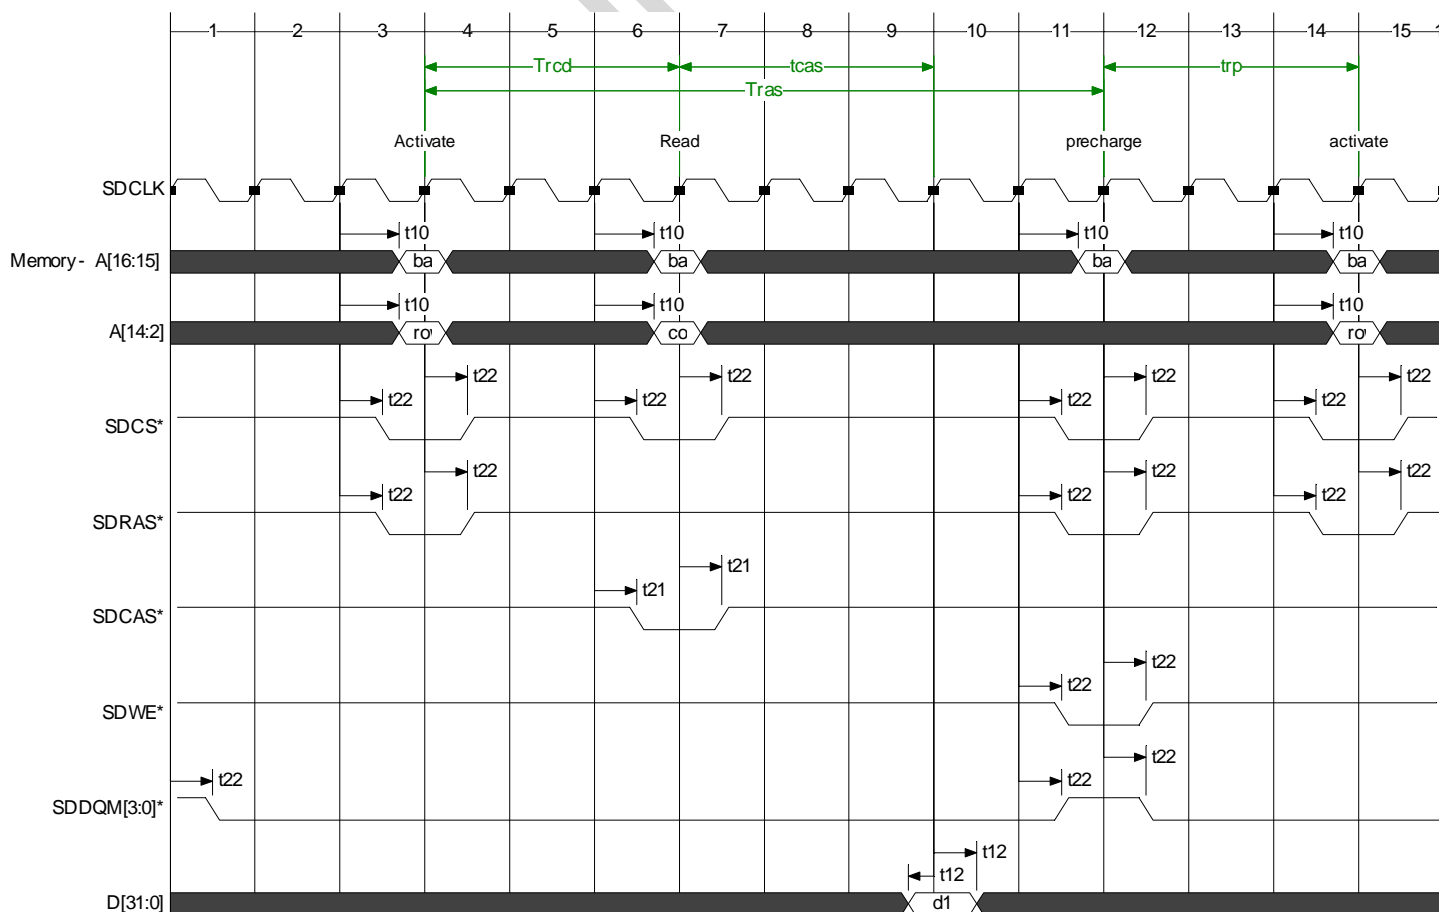 1 2 3 4 5 6 7 8 9 10 11 12 13 14 15
Trcd tcas trp
Tras
Activate Read precharge activate
SDCLK
t10 t10 t10 t10
Memory - A[16:15] ba ba ba ba
t10 t10 t10
A[14:2] ro co ro
t22 t22 t22 t22
t22 t22 t22 t22
SDCS*
t22 t22 t22
t22 t22 t22
SDRAS*
t21
t21
SDCAS*
t22
t22
SDWE*
t22
t22 t22
SDDQM[3:0]*
t12
t12
D[31:0] d1